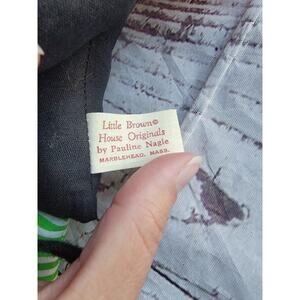 Little Brown©
House Originals
by Pauline Nagle
MARBLEHEAD, MASS.